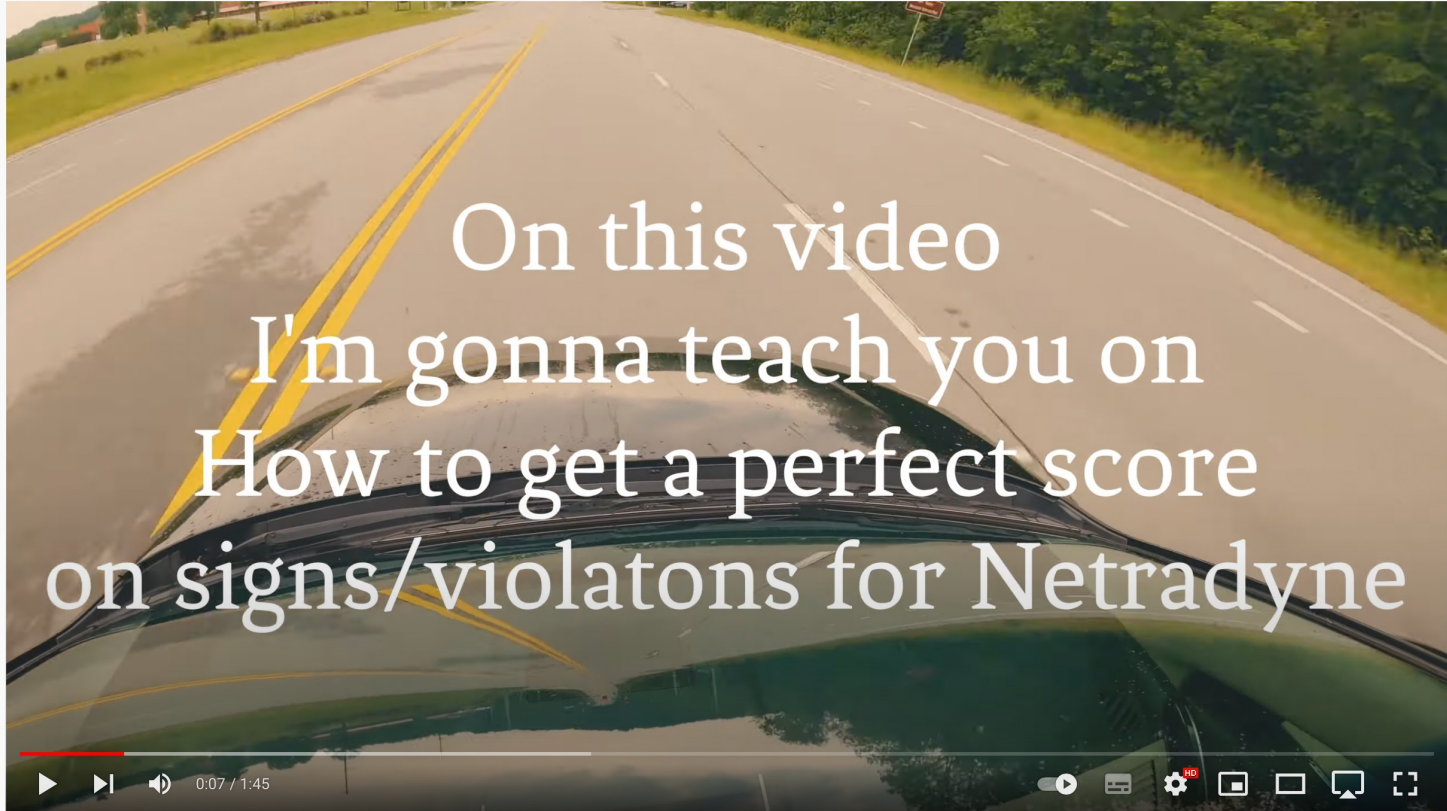 On this video
I'm gonna teach you on
How to get a perfect score
on signs/violatons for Netradyne
0:07 / 1:45
HD